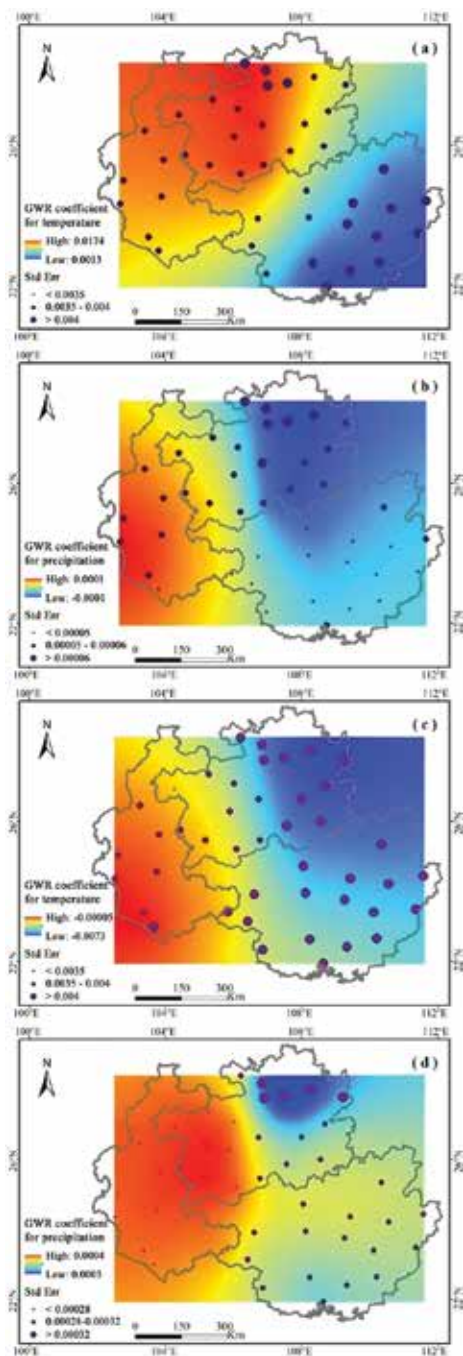 100°E 104°E 108°E 112°E
N
( a )
26°N
GWR coefficient
for temperature
High: 0.0174
Low: 0.0013
Std Err
< 0.0035
0.0035 - 0.004
> 0.004
22°N
0 150 300
Km
100°E 104°E 108°E 112°E
N
( b )
26°N
GWR coefficient
for precipitation
High: 0.0001
Low: -0.0001
Std Err
< 0.00005
0.00005 - 0.00006
> 0.00006
22°N
0 150 300
Km
100°E 104°E 108°E 112°E
N
( c )
26°N
GWR coefficient
for temperature
High: -0.00005
Low: -0.0073
Std Err
< 0.0035
0.0035 - 0.004
> 0.004
22°N
0 150 300
Km
100°E 104°E 108°E 112°E
N
( d )
26°N
GWR coefficient
for precipitation
High: 0.0004
Low: 0.0003
Std Err
< 0.00028
0.00028-0.00032
> 0.00032
22°N
0 150 300
Km